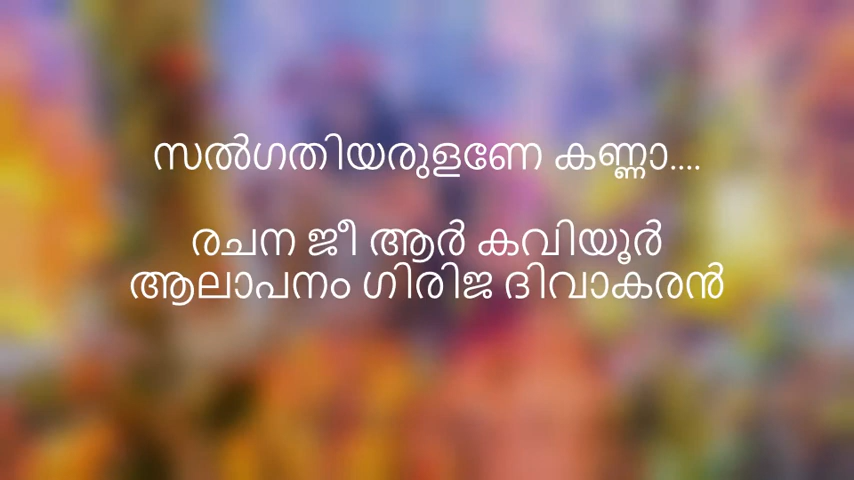 സൽഗതിയരുളണേ കണ്ണാ....
രചന ജീ ആർ കവിയൂർ
ആലാപനം ഗിരിജ ദിവാകരൻ